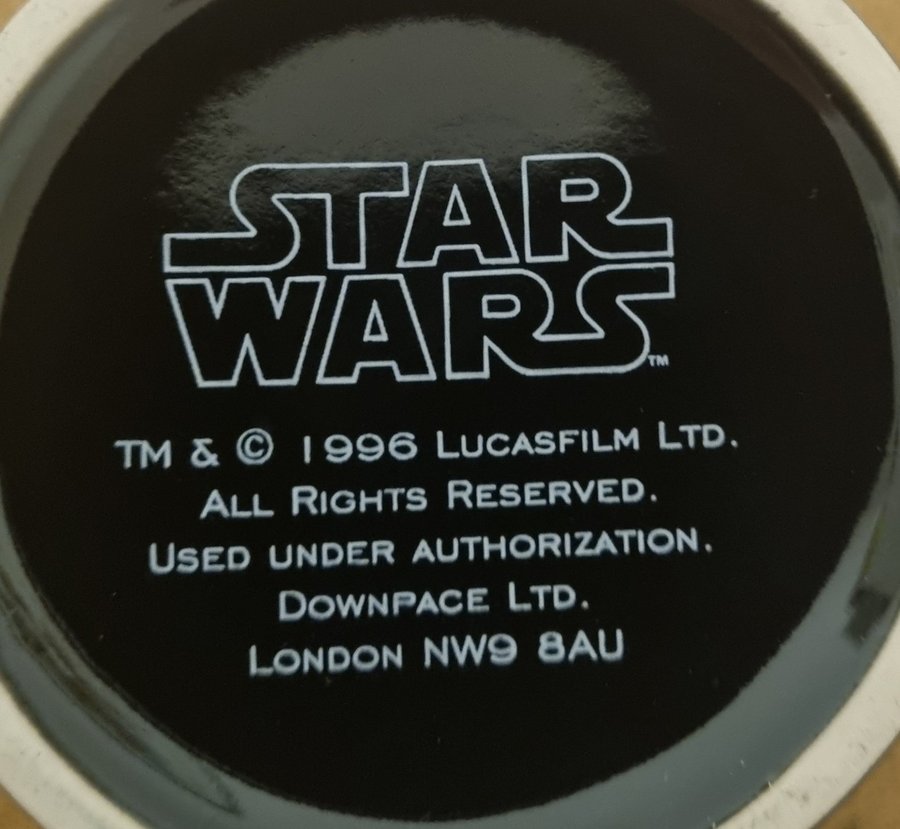 STAR
WARS™
TM & © 1996 LUCASFILM LTD.
ALL RIGHTS RESERVED.
USED UNDER AUTHORIZATION.
DOWNPACE LTD.
LONDON NW9 8AU